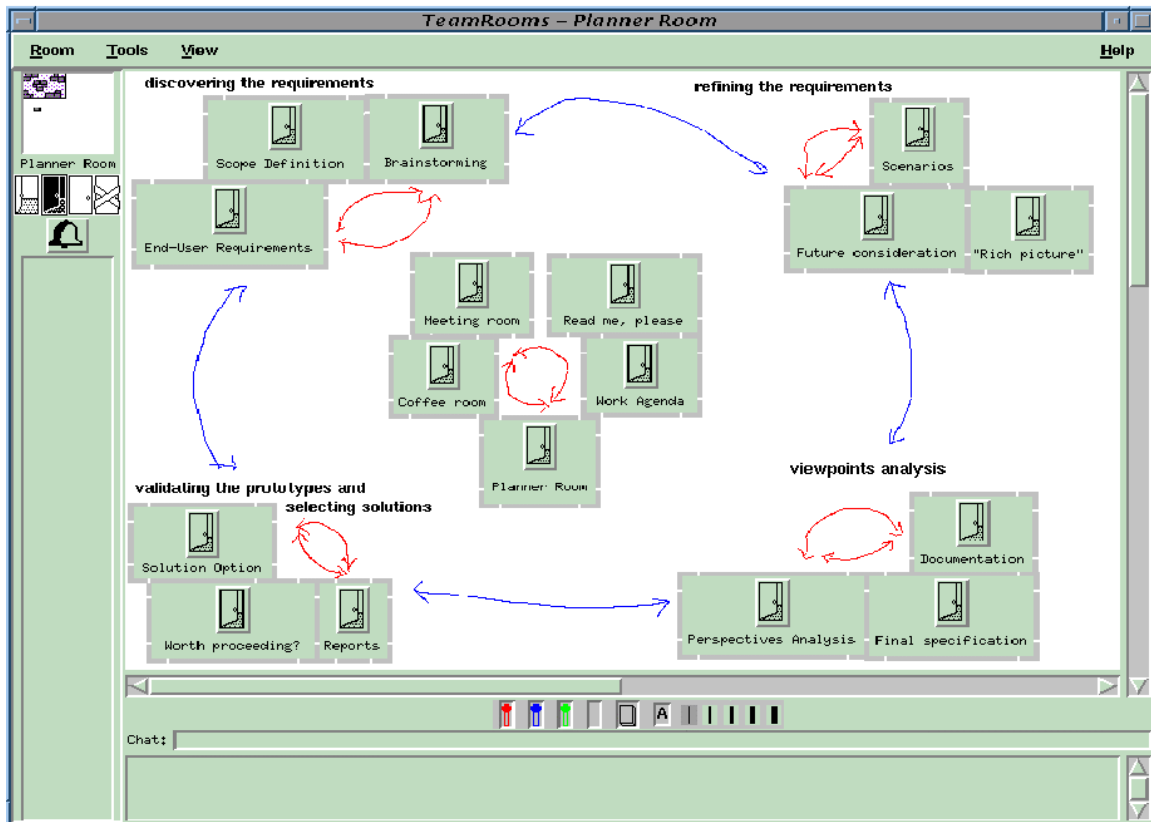 TeamRooms – Planner Room
Room Tools View Help
discovering the requirements
refining the requirements
Scope Definition
Brainstorming
Scenarios
Planner Room
End-User Requirements
Future consideration
"Rich picture"
Meeting room
Read me, please
Coffee room
Work Agenda
Planner Room
viewpoints analysis
validating the prototypes and
selecting solutions
Solution Option
Documentation
Worth proceeding?
Reports
Perspectives Analysis
Final specification
A
Chat: